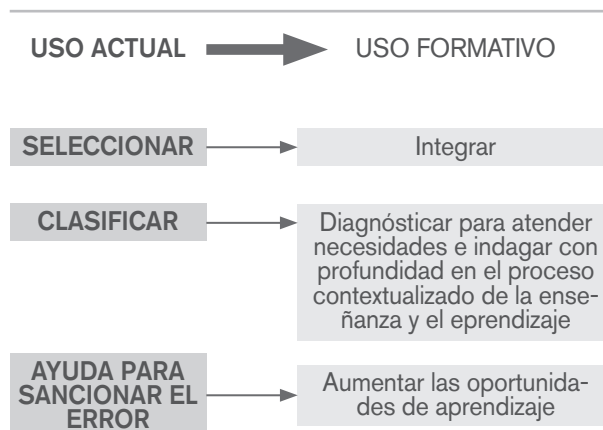 USO ACTUAL USO FORMATIVO
SELECCIONAR Integrar
CLASIFICAR
Diagnósticar para atender
necesidades e indagar con
profundidad en el proceso
contextualizado de la ense-
ñanza y el eprendizaje
AYUDA PARA
SANCIONAR EL
ERROR
Aumentar las oportunida-
des de aprendizaje